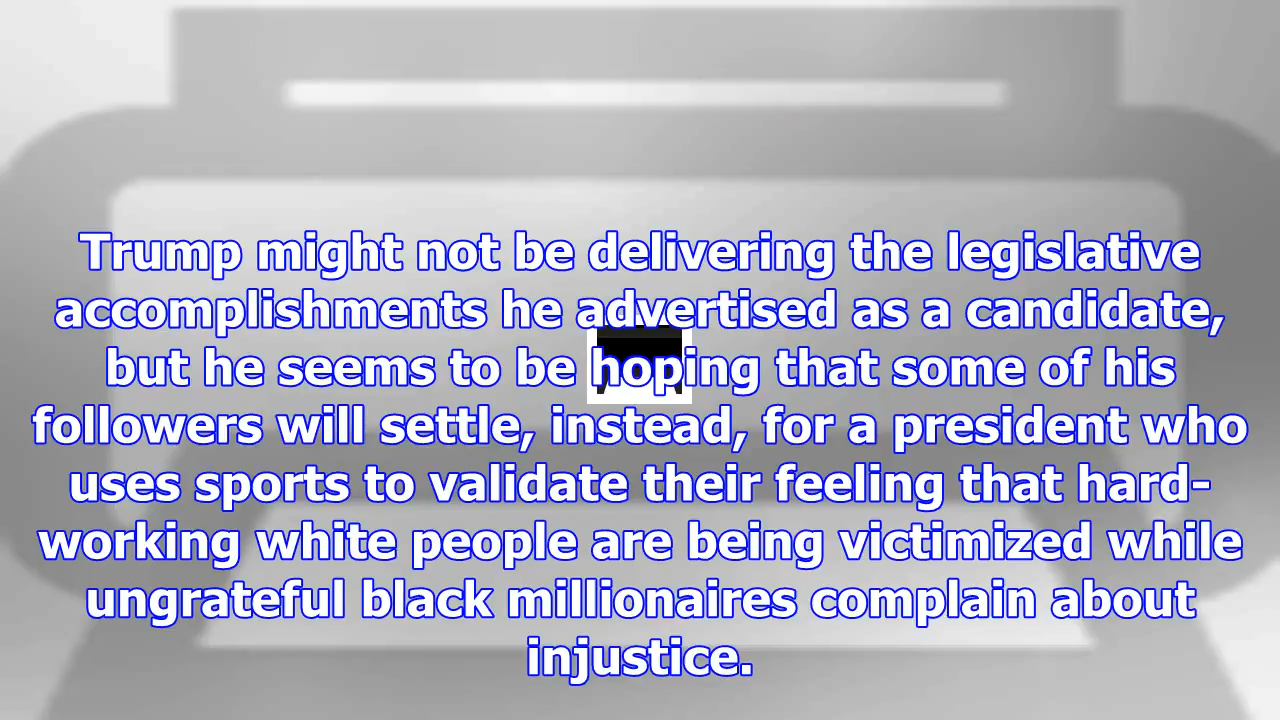 Trump might not be delivering the legislative
accomplishments he advertised as a candidate,
but he seems to be hoping that some of his
followers will settle, instead, for a president who
uses sports to validate their feeling that hard-
working white people are being victimized while
ungrateful black millionaires complain about
injustice.